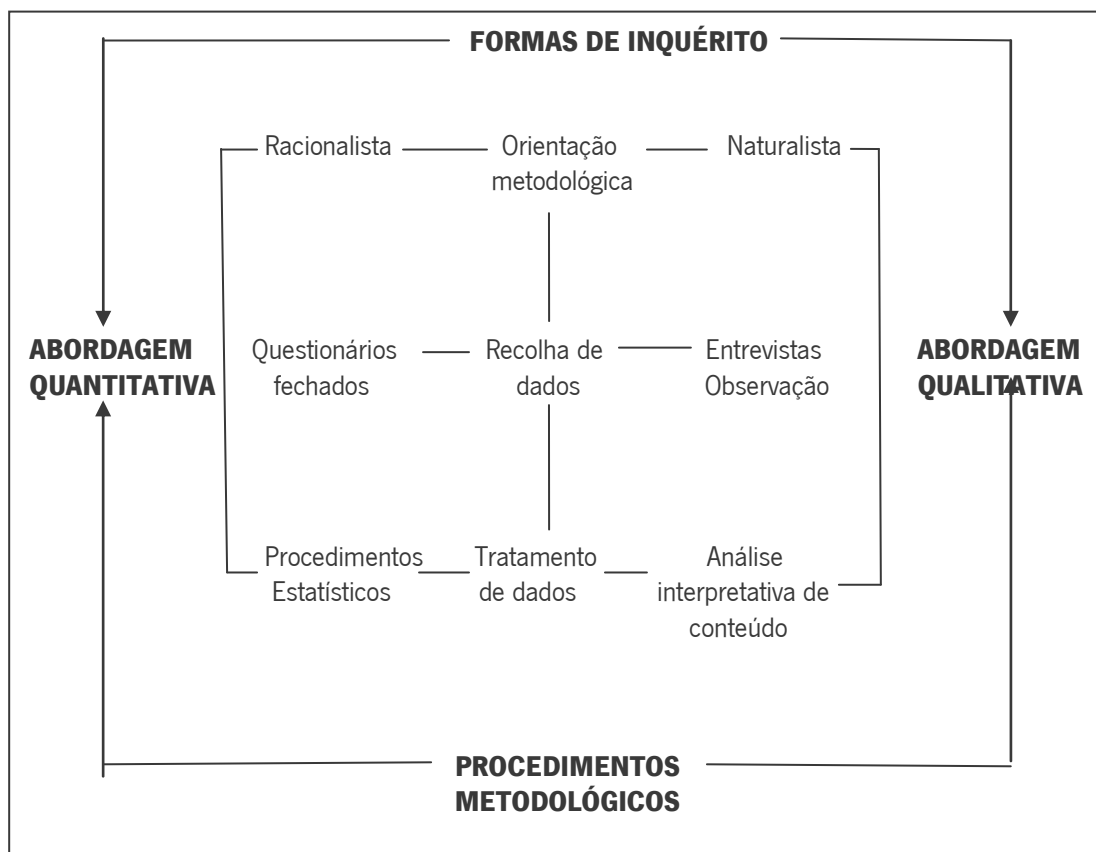 FORMAS DE INQUÉRITO
Racionalista
Orientação
metodológica
Naturalista
ABORDAGEM
QUANTITATIVA
Questionários
fechados
Recolha de
dados
Entrevistas
Observação
ABORDAGEM
QUALITATIVA
Procedimentos
Estatísticos
Tratamento
de dados
Análise
interpretativa de
conteúdo
PROCEDIMENTOS
METODOLÓGICOS